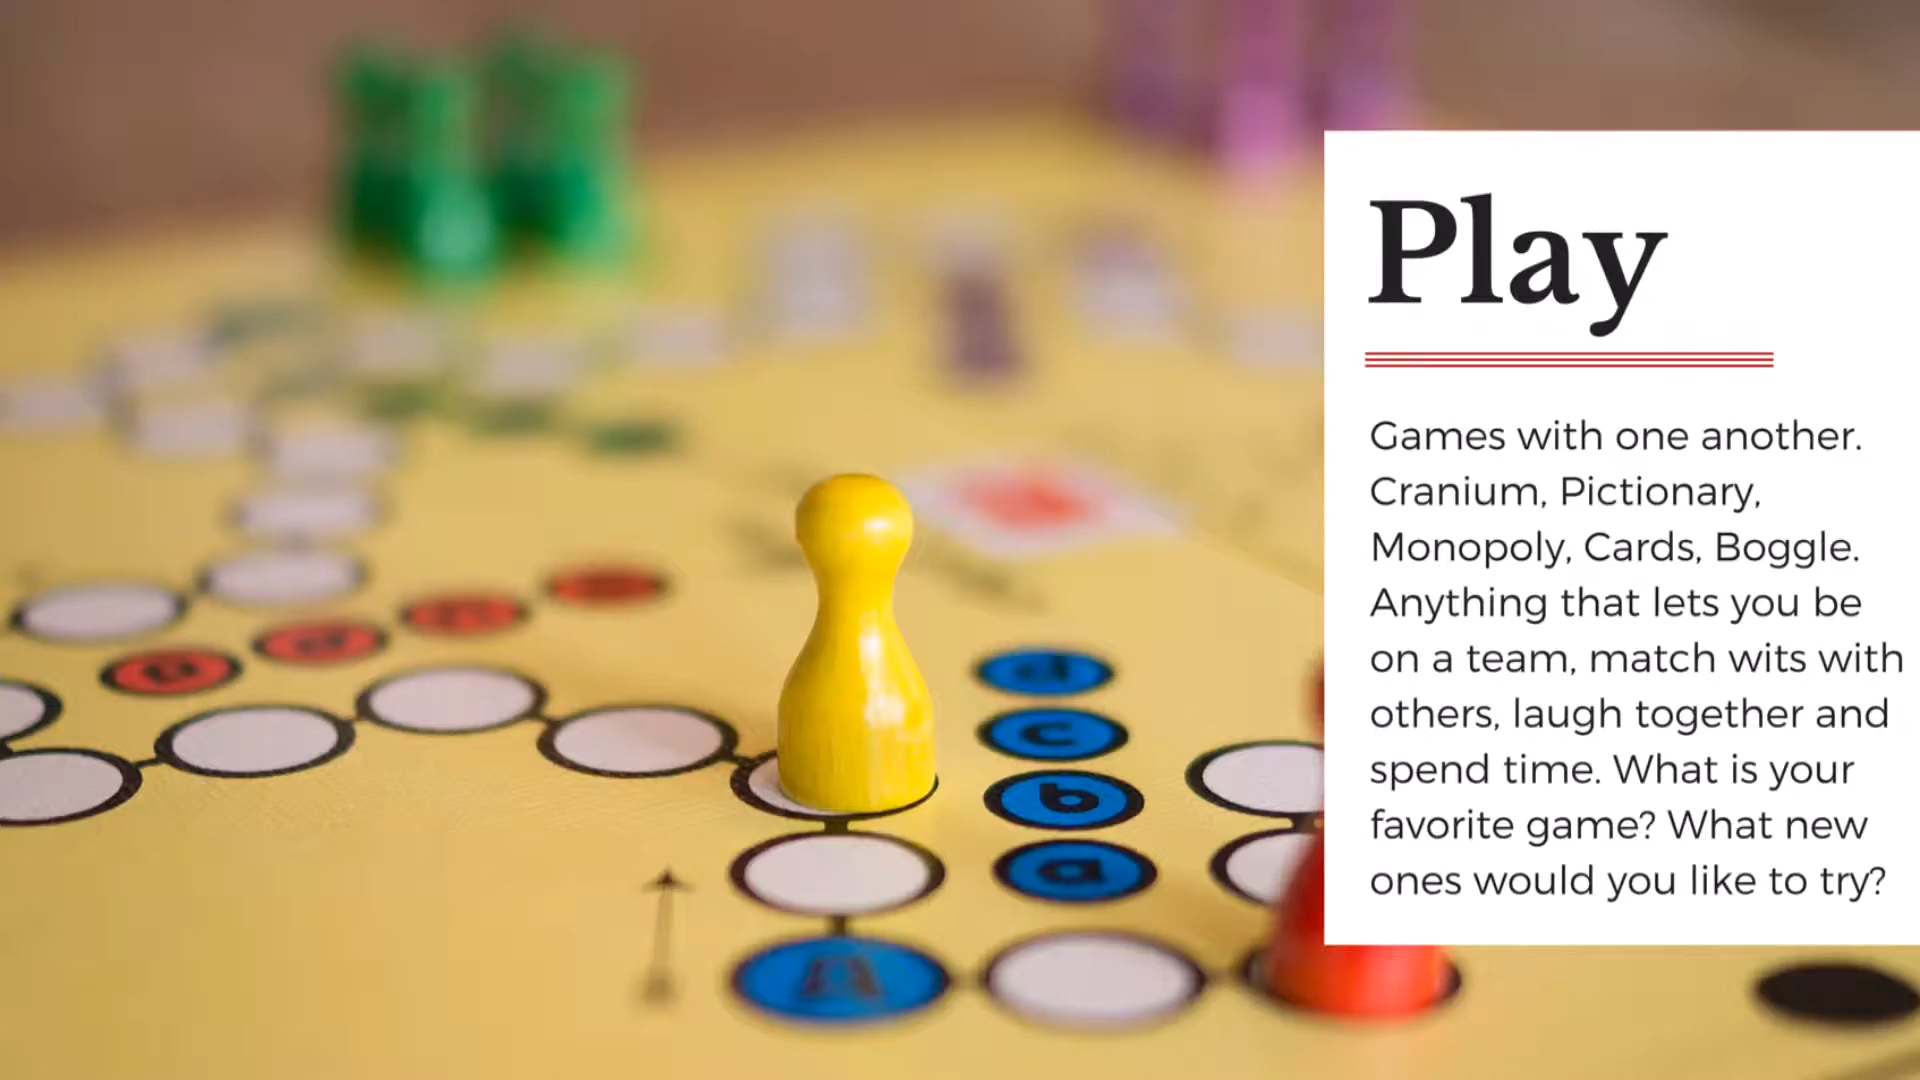 Play
Games with one another.
Cranium, Pictionary,
Monopoly, Cards, Boggle.
Anything that lets you be
on a team, match wits with
others, laugh together and
spend time. What is your
favorite game? What new
ones would you like to try?
d
c
b
a
A